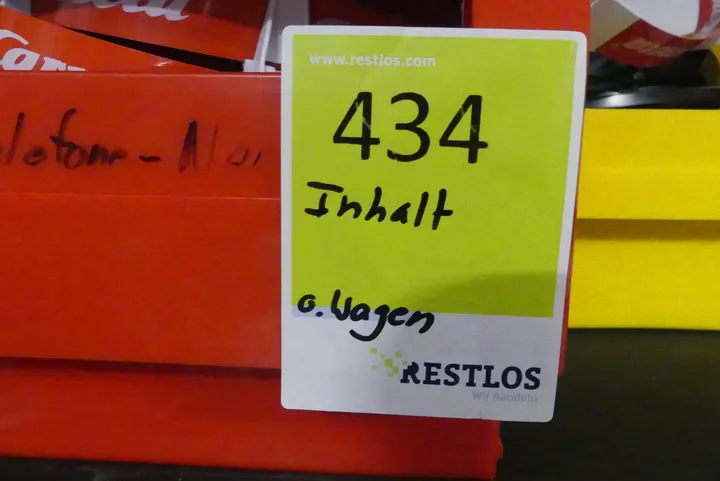 www.restlos.com
434
Inhalt
o. Wagen
RESTLOS
Wir handeln